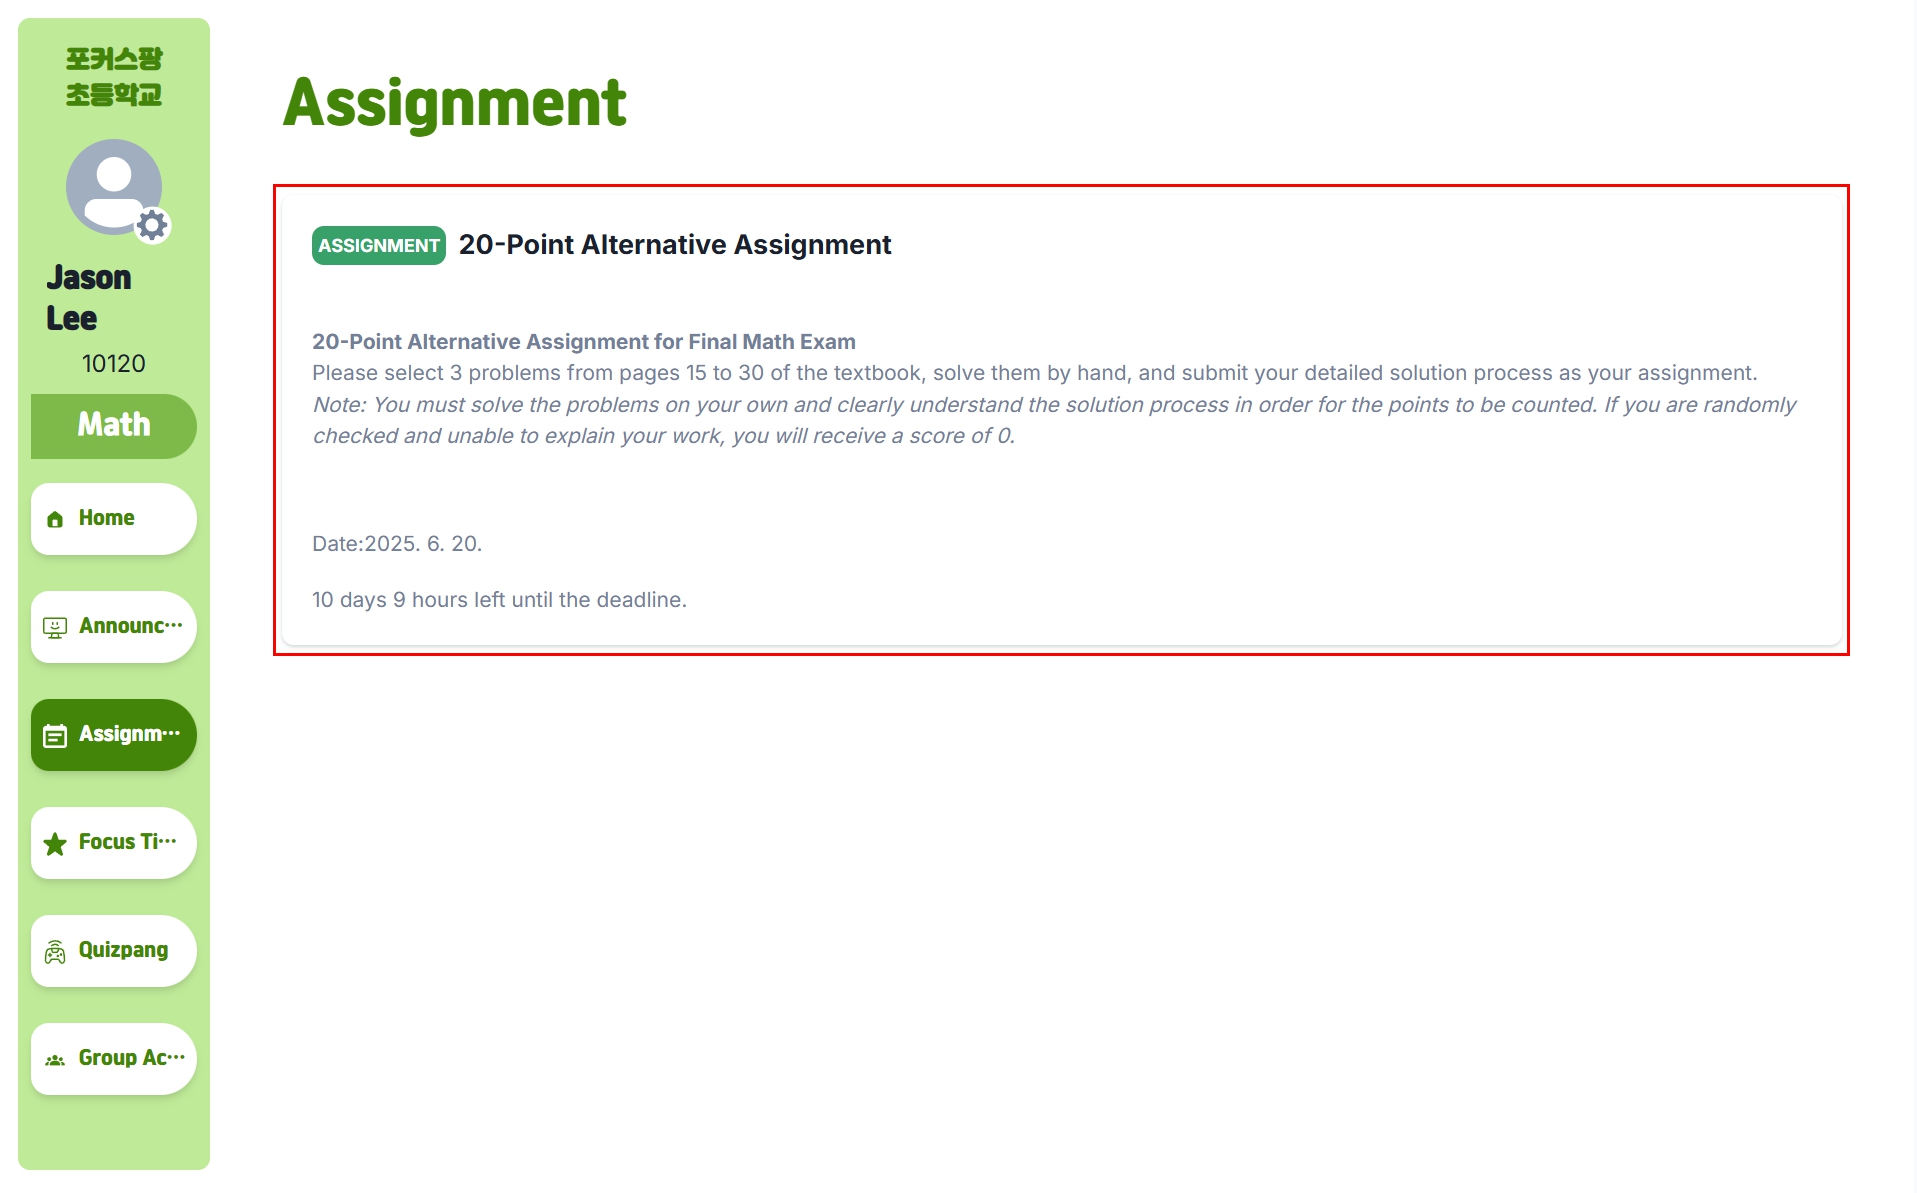 포커스팡
초등학교
Jason
Lee
10120
Math
Home
Announc···
Assignm···
Focus Ti···
Quizpang
Group Ac···
Assignment
ASSIGNMENT 20-Point Alternative Assignment
20-Point Alternative Assignment for Final Math Exam
Please select 3 problems from pages 15 to 30 of the textbook, solve them by hand, and submit your detailed solution process as your assignment.
Note: You must solve the problems on your own and clearly understand the solution process in order for the points to be counted. If you are randomly
checked and unable to explain your work, you will receive a score of 0.
Date:2025. 6. 20.
10 days 9 hours left until the deadline.